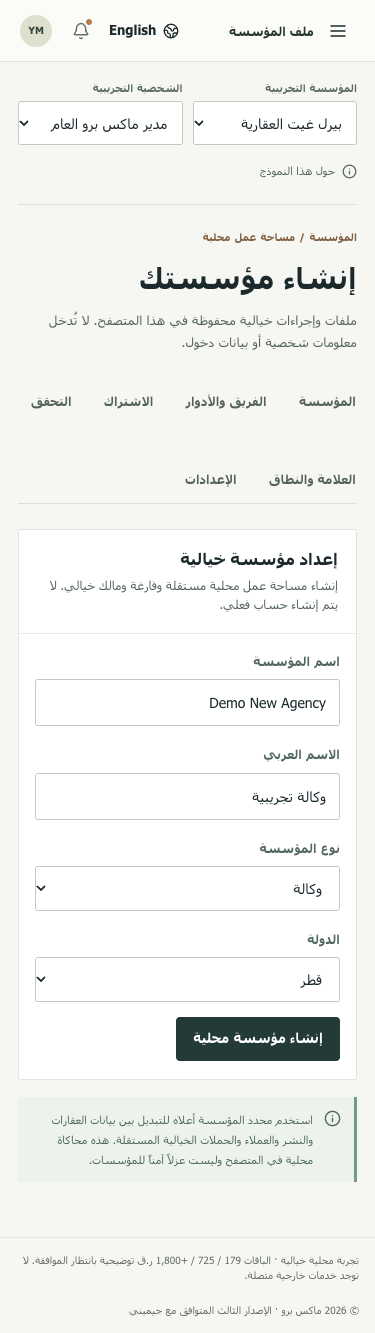 ملف المؤسسة
English
YM
المؤسسة التجريبية
الشخصية التجريبية
بيرل غيت العقارية
مدير ماكس برو العام
حول هذا النموذج
المؤسسة / مساحة عمل محلية
إنشاء مؤسستك
ملفات وإجراءات خيالية محفوظة في هذا المتصفح. لا تُدخل
معلومات شخصية أو بيانات دخول.
المؤسسة
الفريق والأدوار
الاشتراك
التحقق
العلامة والنطاق
الإعدادات
إعداد مؤسسة خيالية
إنشاء مساحة عمل محلية مستقلة وفارغة ومالك خيالي. لا
يتم إنشاء حساب فعلي.
اسم المؤسسة
Demo New Agency
الاسم العربي
وكالة تجريبية
نوع المؤسسة
وكالة
الدولة
قطر
إنشاء مؤسسة محلية
استخدم محدد المؤسسة أعلاه للتبديل بين بيانات العقارات
والنشر والعملاء والحملات الخيالية المستقلة. هذه محاكاة
محلية في المتصفح وليست عزلاً آمناً للمؤسسات.
تجربة محلية خيالية · الباقات 179 / 725 / +1,800 ر.ق توضيحية بانتظار الموافقة. لا
توجد خدمات خارجية متصلة.
© 2026 ماكس برو · الإصدار الثالث المتوافق مع جيميني